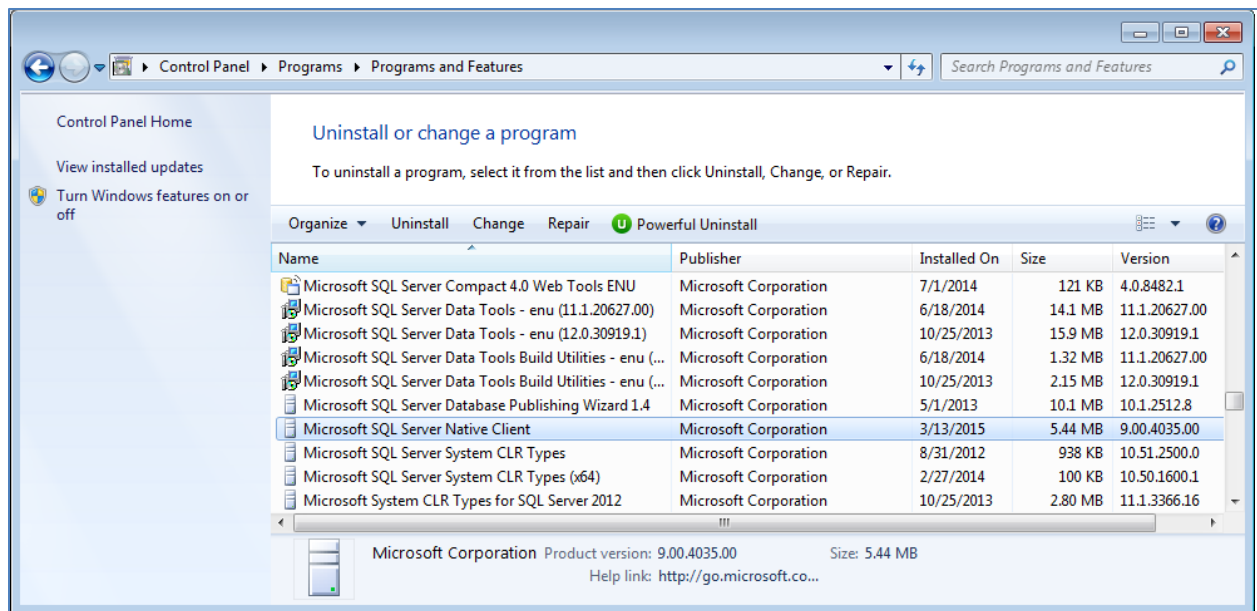 Control Panel Programs Programs and Features Search Programs and Features
Control Panel Home
View installed updates
Turn Windows features on or
off
Uninstall or change a program
To uninstall a program, select it from the list and then click Uninstall, Change, or Repair.
Organize Uninstall Change Repair U Powerful Uninstall ?
Name Publisher Installed On Size Version
Microsoft SQL Server Compact 4.0 Web Tools ENU Microsoft Corporation 7/1/2014 121 KB 4.0.8482.1
Microsoft SQL Server Data Tools - enu (11.1.20627.00) Microsoft Corporation 6/18/2014 14.1 MB 11.1.20627.00
Microsoft SQL Server Data Tools - enu (12.0.30919.1) Microsoft Corporation 10/25/2013 15.9 MB 12.0.30919.1
Microsoft SQL Server Data Tools Build Utilities - enu (... Microsoft Corporation 6/18/2014 1.32 MB 11.1.20627.00
Microsoft SQL Server Data Tools Build Utilities - enu (... Microsoft Corporation 10/25/2013 2.15 MB 12.0.30919.1
Microsoft SQL Server Database Publishing Wizard 1.4 Microsoft Corporation 5/1/2013 10.1 MB 10.1.2512.8
Microsoft SQL Server Native Client Microsoft Corporation 3/13/2015 5.44 MB 9.00.4035.00
Microsoft SQL Server System CLR Types Microsoft Corporation 8/31/2012 938 KB 10.51.2500.0
Microsoft SQL Server System CLR Types (x64) Microsoft Corporation 2/27/2014 100 KB 10.50.1600.1
Microsoft System CLR Types for SQL Server 2012 Microsoft Corporation 10/25/2013 2.80 MB 11.1.3366.16
Microsoft Corporation Product version: 9.00.4035.00 Size: 5.44 MB
Help link: http://go.microsoft.co...